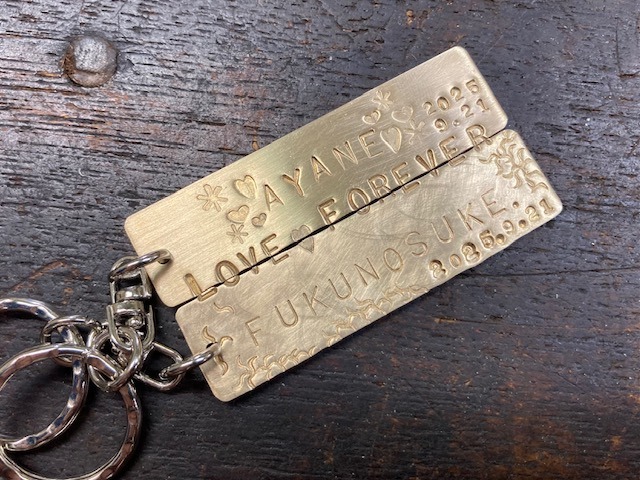 AYANE♡ 2025
9.21
LOVE♡FOREVER
FUKUNOSUKE.
2025.9.21